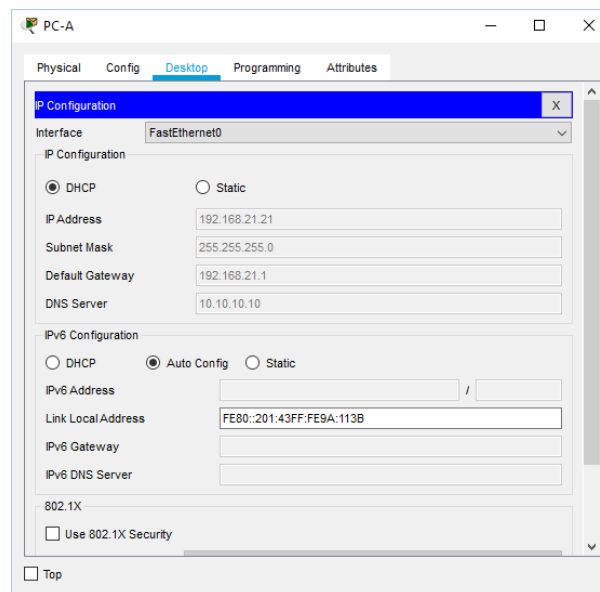 PC-A
Physical Config Desktop Programming Attributes
IP Configuration X
Interface FastEthernet0
IP Configuration
DHCP Static
IP Address 192.168.21.21
Subnet Mask 255.255.255.0
Default Gateway 192.168.21.1
DNS Server 10.10.10.10
IPv6 Configuration
DHCP Auto Config Static
IPv6 Address /
Link Local Address FE80::201:43FF:FE9A:113B
IPv6 Gateway
IPv6 DNS Server
802.1X
Use 802.1X Security
Top